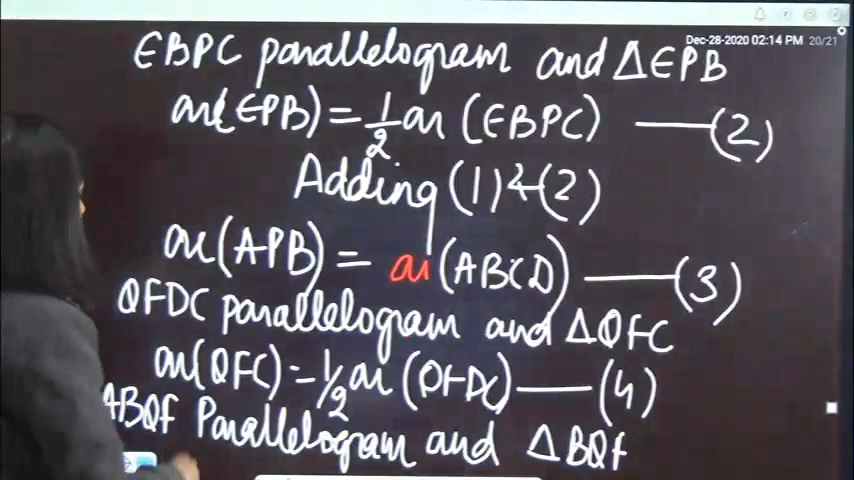 Dec-28-2020 02:14 PM 20/21
EBPC parallelogram and ΔEPB
ar(EPB) = 1/2 ar (EBPC) —(2)
Adding (1) & (2)
ar(APB) = ar (ABCD) —(3)
QFDC parallelogram and ΔQFC
ar(QFC) = 1/2 ar (QFDC) —(4)
ABQF Parallelogram and ΔBQF